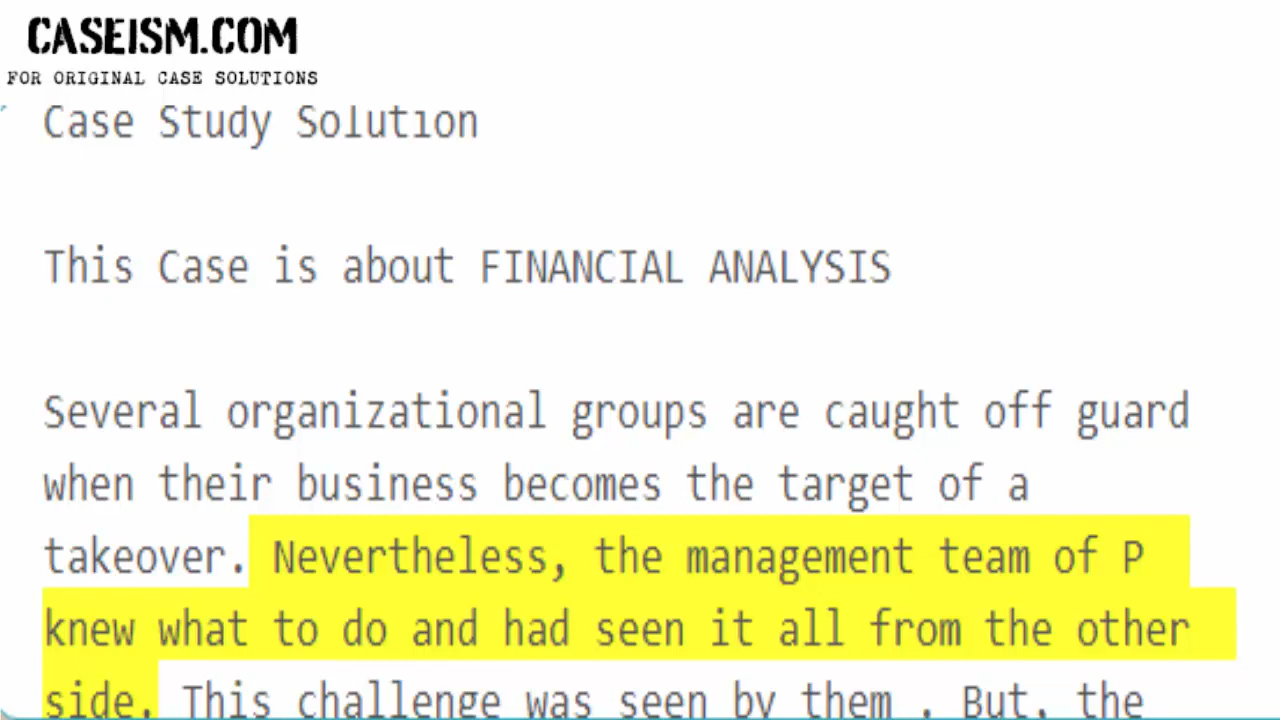 CASEISM.COM
FOR ORIGINAL CASE SOLUTIONS
Case Study Solution
This Case is about FINANCIAL ANALYSIS
Several organizational groups are caught off guard
when their business becomes the target of a
takeover. Nevertheless, the management team of P
knew what to do and had seen it all from the other
side. This challenge was seen by them . But, the